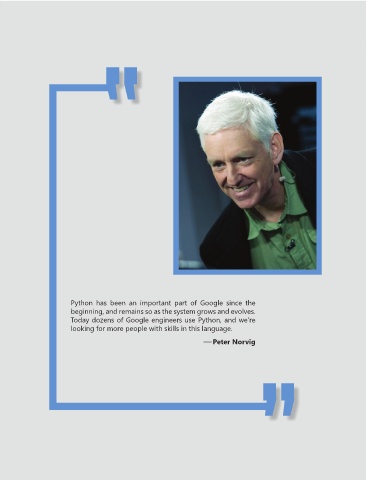 Python has been an important part of Google since the
beginning, and remains so as the system grows and evolves.
Today dozens of Google engineers use Python, and we're
looking for more people with skills in this language.
—Peter Norvig